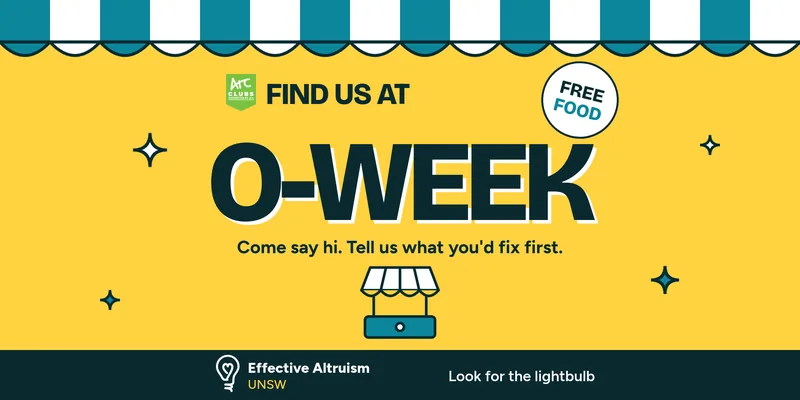 Arc
CLUBS
FIND US AT
FREE
FOOD
O-WEEK
Come say hi. Tell us what you'd fix first.
Effective Altruism
UNSW
Look for the lightbulb